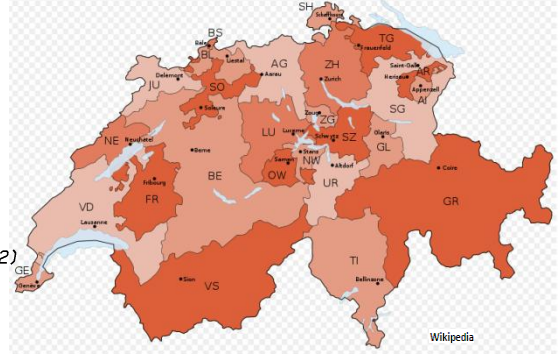 SH
Schaffhouse
BS
Bâle
BL
Liestal
TG
Frauenfeld
AG
Aarau
ZH
Zurich
Saint-Gall
Herisau
AR
Appenzell
AI
JU
Delémont
SO
Soleure
SG
Zoug
ZG
NE
Neuchâtel
LU
Lucerne
Schwytz
SZ
Glaris
GL
Berne
Stans
NW
Sarnen
OW
Altdorf
UR
Coire
BE
Fribourg
FR
GR
VD
Lausanne
2)
GE
Genève
Sion
VS
TI
Bellinzone
Wikipedia